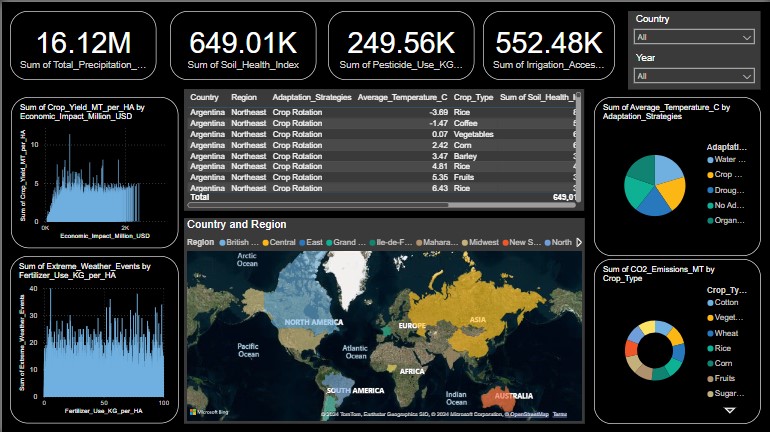 16.12M
Sum of Total_Precipitation_...
649.01K
Sum of Soil_Health_Index
249.56K
Sum of Pesticide_Use_KG...
552.48K
Sum of Irrigation_Acces...
Country
All
Year
All
Sum of Crop_Yield_MT_per_HA by
Economic_Impact_Million_USD
Sum of Crop_Yield_MT_per_HA
10
5
0
0K
2K
Economic_Impact_Million_USD
Country Region Adaptation_Strategies Average_Temperature_C Crop_Type Sum of Soil_Health_I
Argentina Northeast Crop Rotation -3.69 Rice
Argentina Northeast Crop Rotation -1.47 Coffee
Argentina Northeast Crop Rotation 0.07 Vegetables
Argentina Northeast Crop Rotation 2.42 Corn
Argentina Northeast Crop Rotation 3.47 Barley
Argentina Northeast Crop Rotation 4.81 Rice
Argentina Northeast Crop Rotation 5.35 Fruits
Argentina Northeast Crop Rotation 6.43 Rice
Total 649,01
Sum of Average_Temperature_C by
Adaptation_Strategies
Adaptati...
Water ...
Crop ...
Droug...
No Ad...
Organ...
Sum of Extreme_Weather_Events by
Fertilizer_Use_KG_per_HA
Sum of Extreme_Weather_Events
40
30
20
10
0
0
50
100
Fertilizer_Use_KG_per_HA
Country and Region
Region British ... Central East Grand ... Ile-de-F... Mahara... Midwest New S... North
Arctic
Ocean
NORTH AMERICA
EUROPE
ASIA
Pacific
Ocean
Atlantic
Ocean
AFRICA
SOUTH AMERICA
Indian
Ocean
AUSTRALIA
Microsoft Bing
© 2024 TomTom, Earthstar Geographics SIO, © 2024 Microsoft Corporation, © OpenStreetMap Terms
Sum of CO2_Emissions_MT by
Crop_Type
Crop_Ty...
Cotton
Veget...
Wheat
Rice
Corn
Fruits
Sugar...